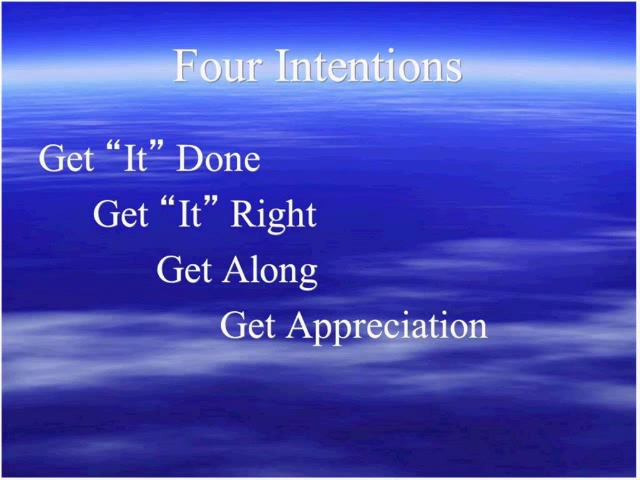 Four Intentions
Get “It” Done
Get “It” Right
Get Along
Get Appreciation